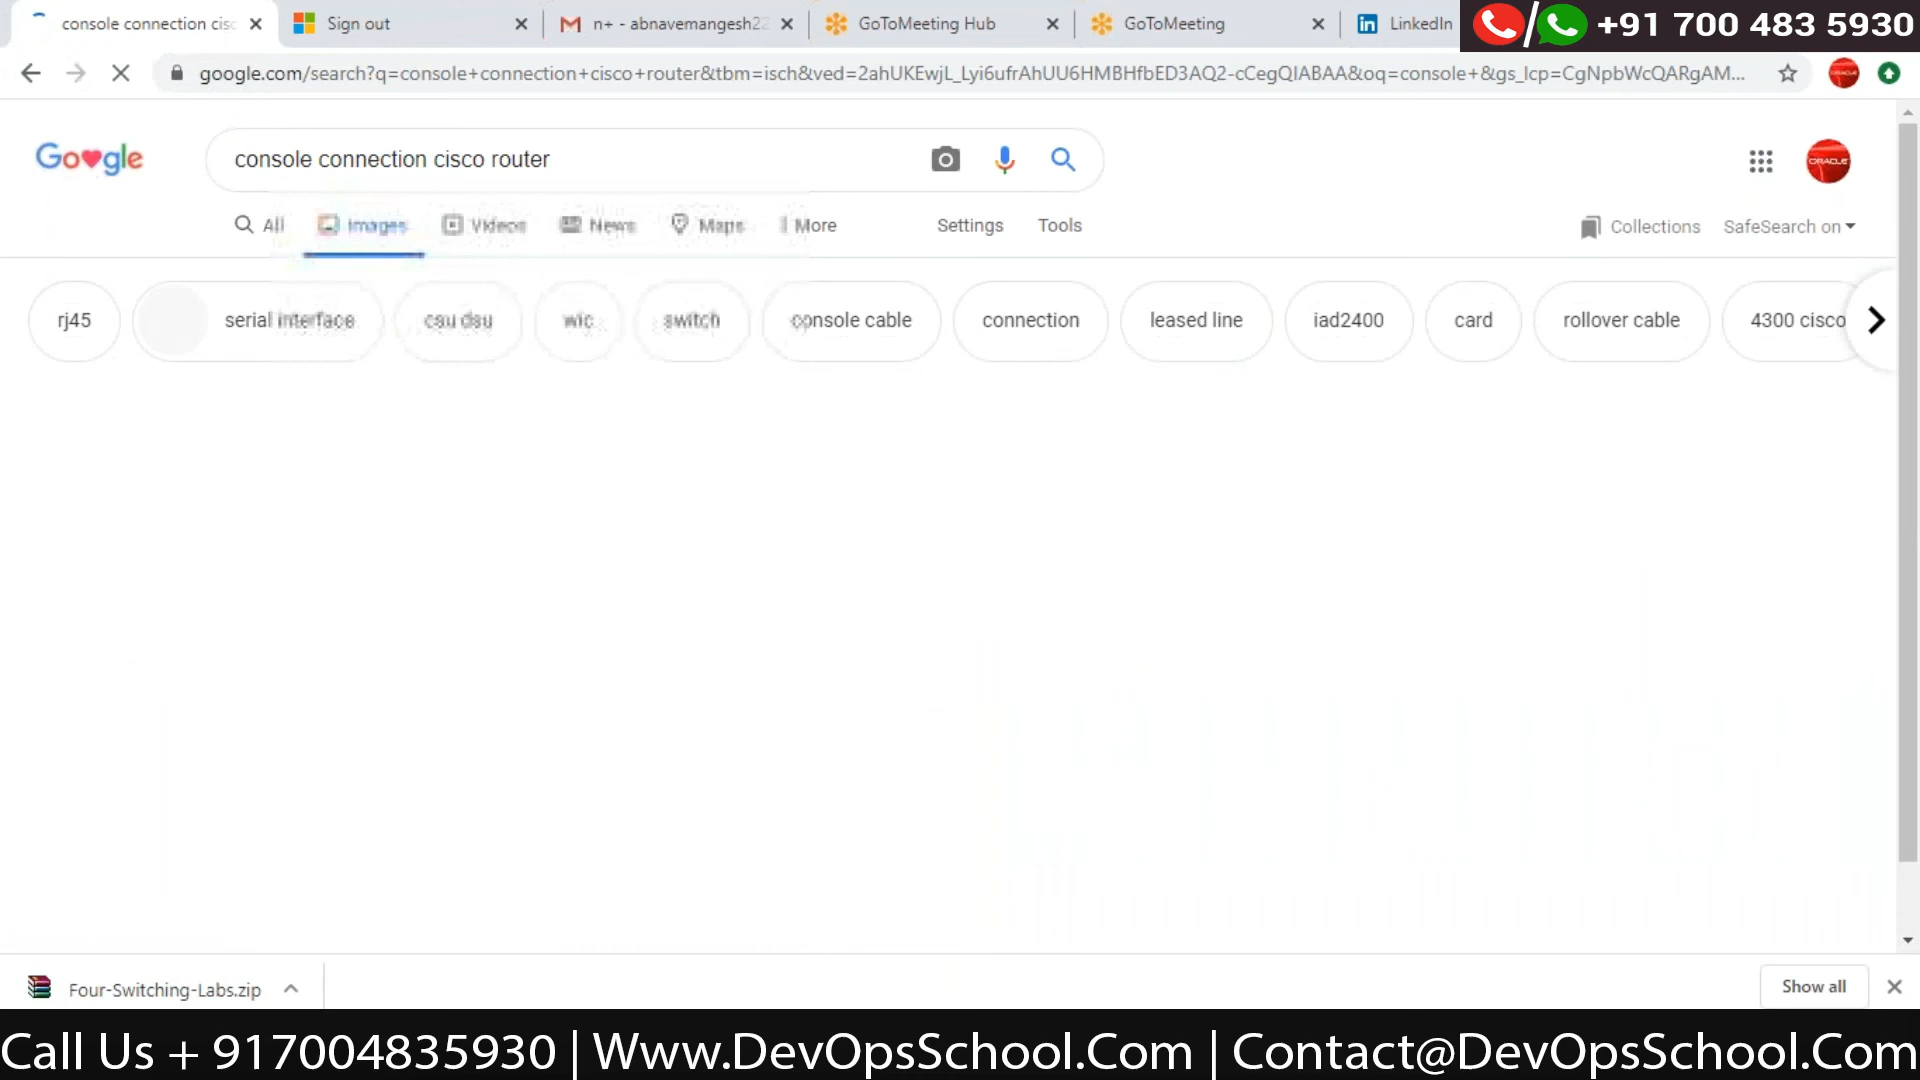 console connection cisc
Sign out
n+ - abnavemangesh22
GoToMeeting Hub
GoToMeeting
LinkedIn
+91 700 483 5930
google.com/search?q=console+connection+cisco+router&tbm=isch&ved=2ahUKEwjL_Lyi6ufrAhUU6HMBHfbED3AQ2-cCegQIABAA&oq=console+&gs_lcp=CgNpbWcQARgAM...
Google
console connection cisco router
ORACLE
All
Images
Videos
News
Maps
More
Settings
Tools
Collections
SafeSearch on
rj45
serial interface
csu dsu
wic
switch
console cable
connection
leased line
iad2400
card
rollover cable
4300 cisco
Four-Switching-Labs.zip
Show all
Call Us + 917004835930 | Www.DevOpsSchool.Com | Contact@DevOpsSchool.Com